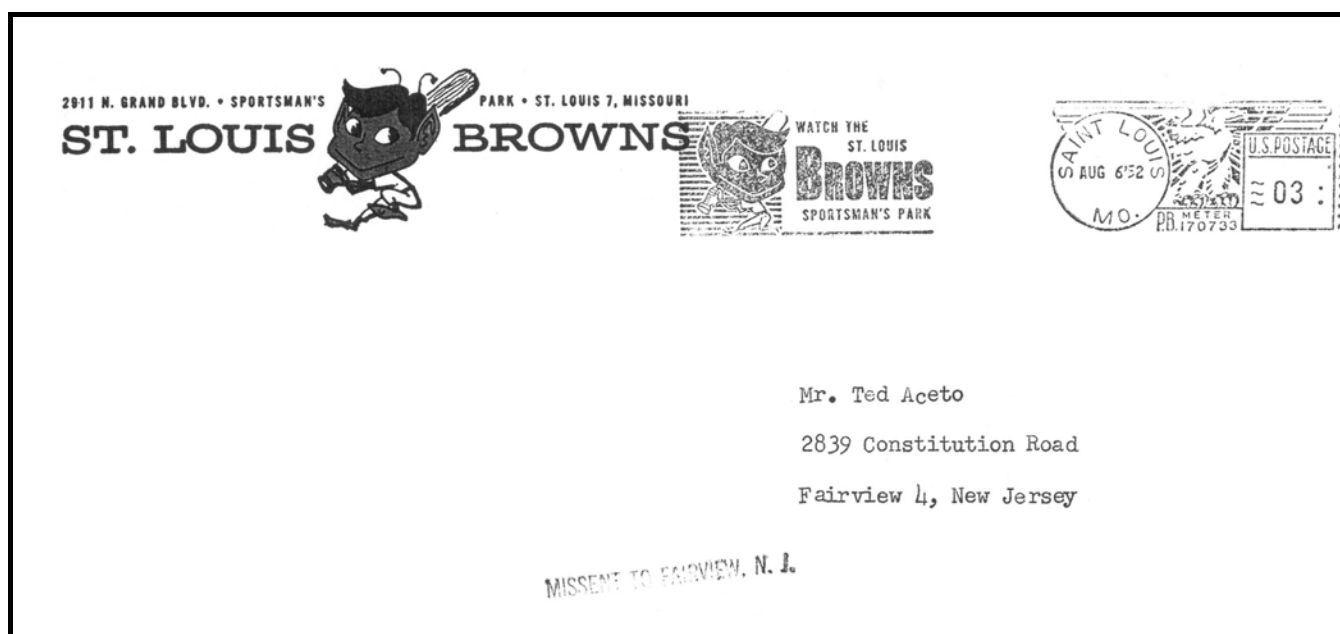 2911 N. GRAND BLVD. • SPORTSMAN'S PARK • ST. LOUIS 7, MISSOURI
ST. LOUIS BROWNS
WATCH THE
ST. LOUIS
BROWNS
SPORTSMAN'S PARK
SAINT LOUIS
AUG 6'52
MO.
U.S. POSTAGE
03
P.B. METER
170733
Mr. Ted Aceto
2839 Constitution Road
Fairview 4, New Jersey
MISSENT TO FAIRVIEW, N. J.